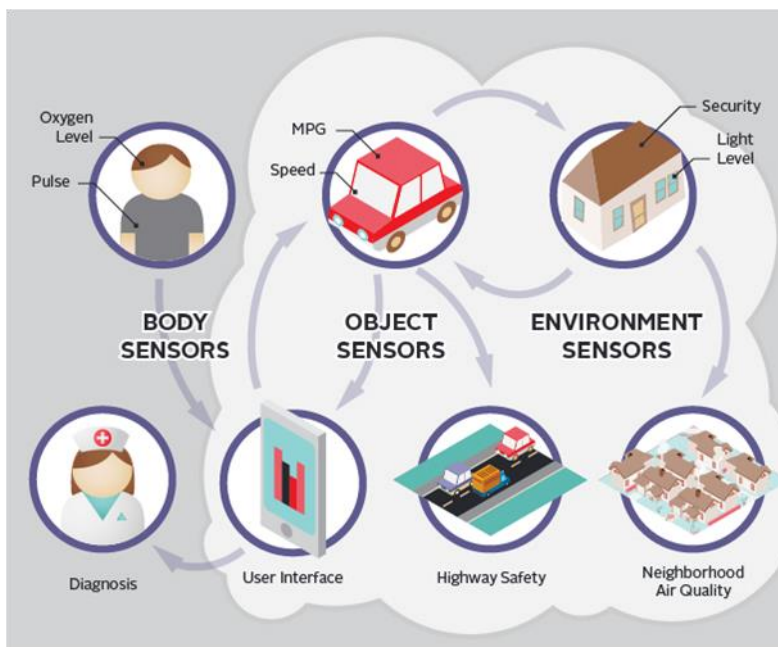 Oxygen
Level
Pulse
MPG
Speed
Security
Light
Level
BODY
SENSORS
OBJECT
SENSORS
ENVIRONMENT
SENSORS
Diagnosis
User Interface
Highway Safety
Neighborhood
Air Quality